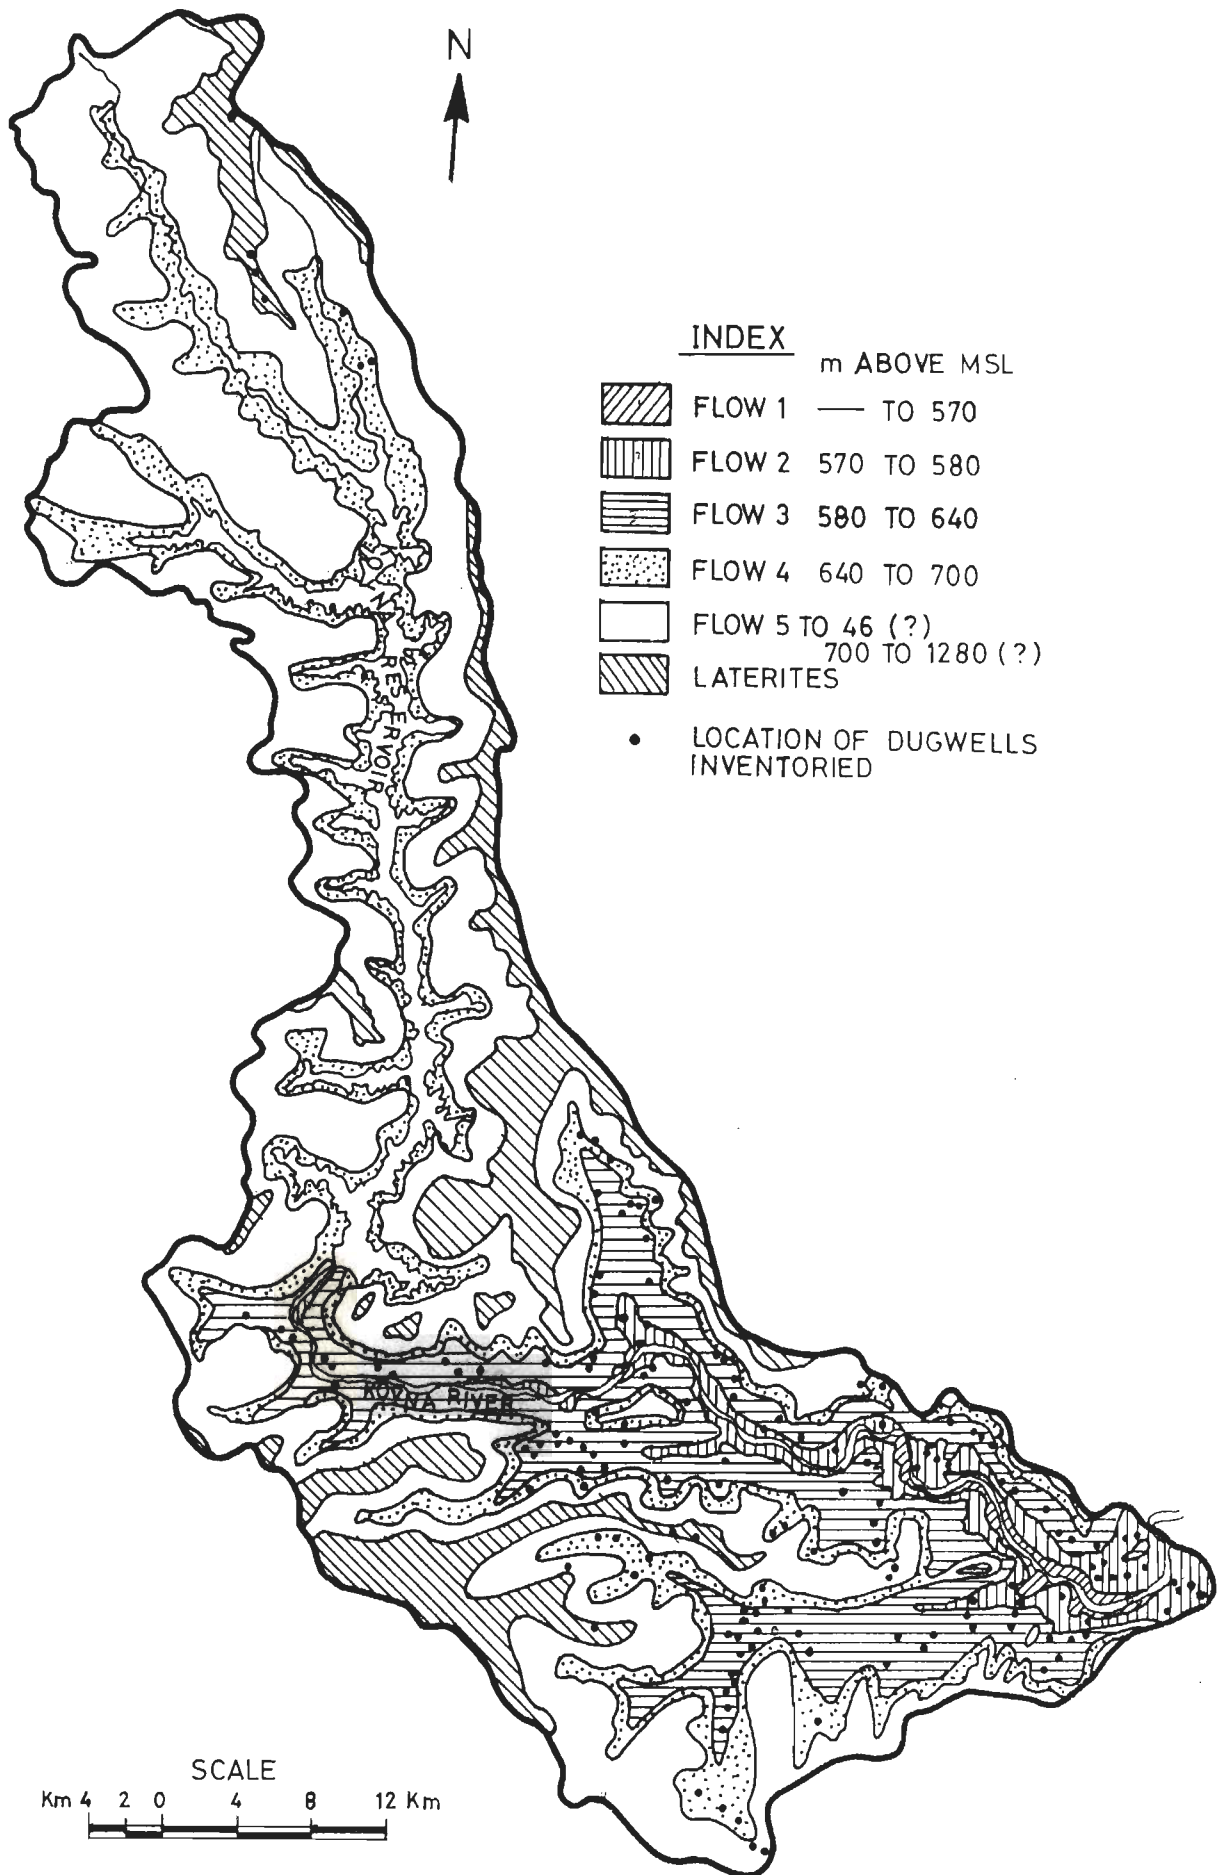 N
INDEX
m ABOVE MSL
FLOW 1 — TO 570
FLOW 2 570 TO 580
FLOW 3 580 TO 640
FLOW 4 640 TO 700
FLOW 5 TO 46 (?)
700 TO 1280 (?)
LATERITES
LOCATION OF DUGWELLS
INVENTORIED
RESERVOIR
KOYNA RIVER
SCALE
Km 4 2 0 4 8 12 Km